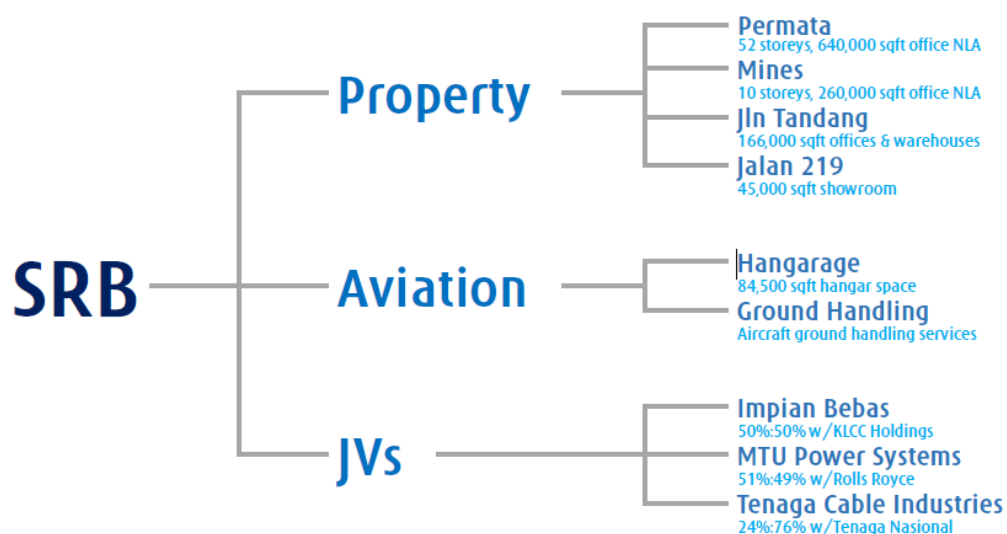 SRB
Property
Permata
52 storeys, 640,000 sqft office NLA
Mines
10 storeys, 260,000 sqft office NLA
Jln Tandang
166,000 sqft offices & warehouses
Jalan 219
45,000 sqft showroom
Aviation
Hangarage
84,500 sqft hangar space
Ground Handling
Aircraft ground handling services
JVs
Impian Bebas
50%:50% w/KLCC Holdings
MTU Power Systems
51%:49% w/Rolls Royce
Tenaga Cable Industries
24%:76% w/Tenaga Nasional